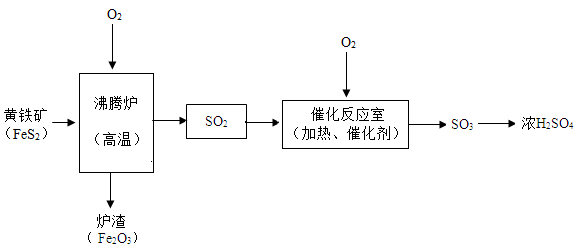 O2
O2
黄铁矿
（FeS2）
沸腾炉
（高温）
SO2
催化反应室
（加热、催化剂）
SO3
浓H2SO4
炉渣
（Fe2O3）